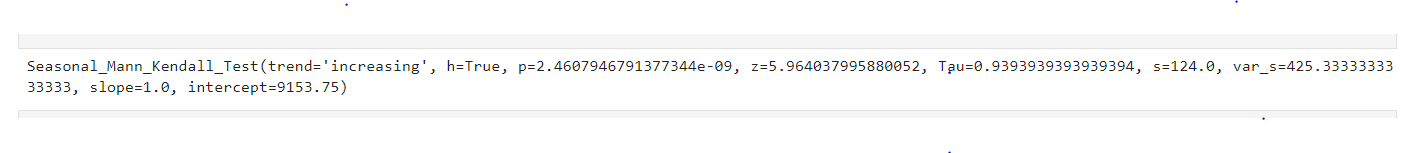 Seasonal_Mann_Kendall_Test(trend='increasing', h=True, p=2.4607946791377344e-09, z=5.964037995880052, Tau=0.9393939393939394, s=124.0, var_s=425.33333333
33333, slope=1.0, intercept=9153.75)